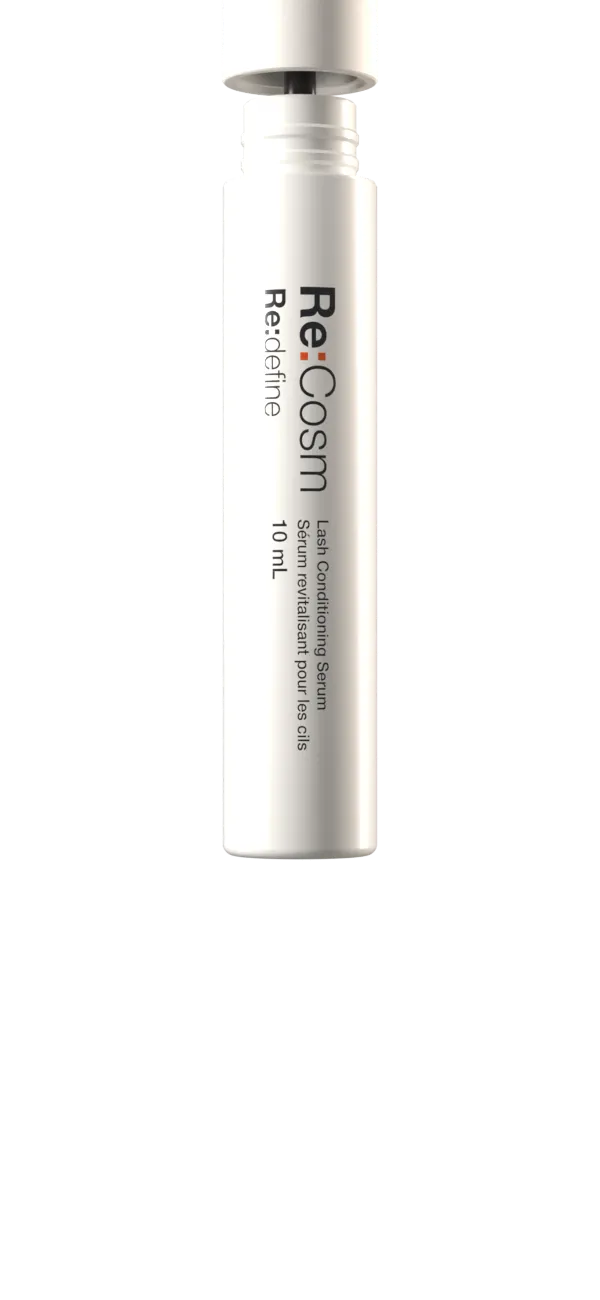 Re:Cosm
Re:define
Lash Conditioning Serum
Sérum revitalisant pour les cils
10 mL